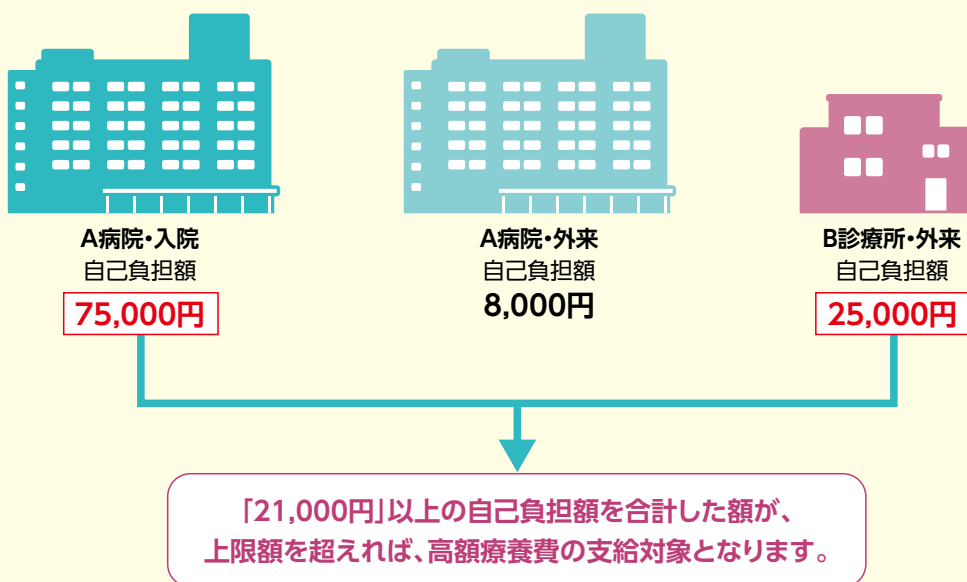 A病院・入院
自己負担額
75,000円
A病院・外来
自己負担額
8,000円
B診療所・外来
自己負担額
25,000円
「21,000円」以上の自己負担額を合計した額が、
上限額を超えれば、高額療養費の支給対象となります。